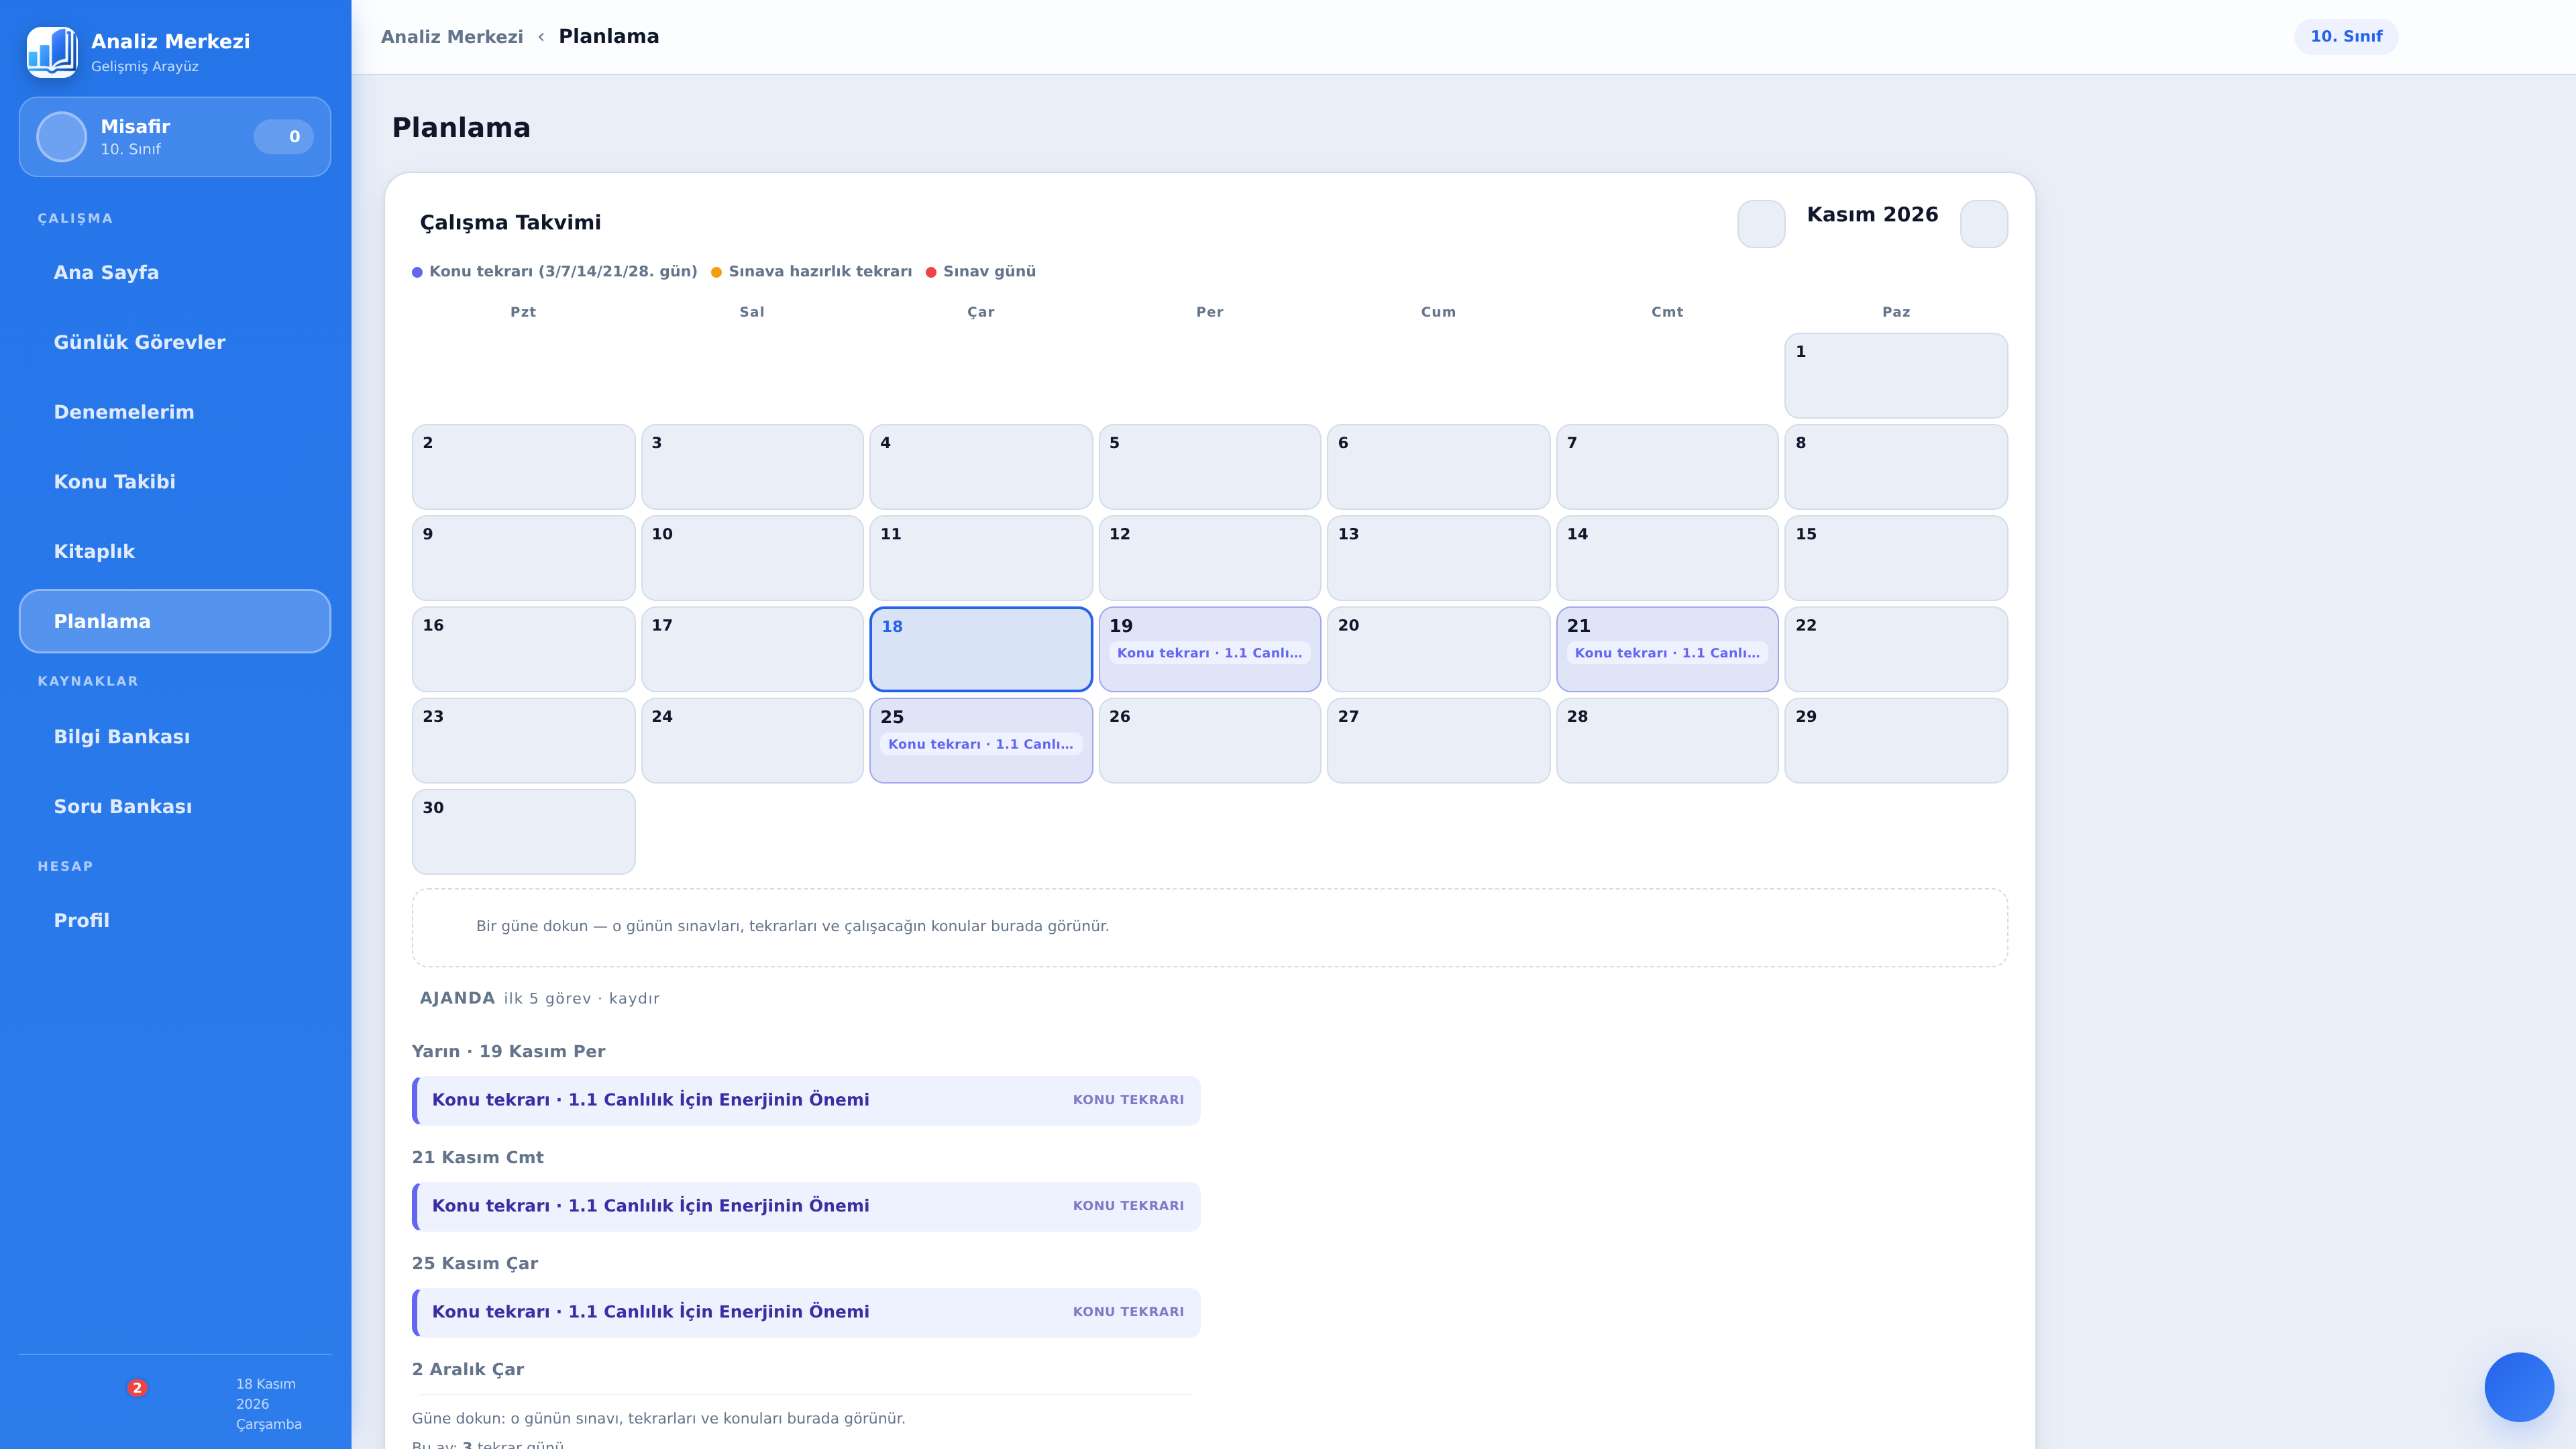 Analiz Merkezi
Gelişmiş Arayüz
Misafir
10. Sınıf
0
ÇALIŞMA
Ana Sayfa
Günlük Görevler
Denemelerim
Konu Takibi
Kitaplık
Planlama
KAYNAKLAR
Bilgi Bankası
Soru Bankası
HESAP
Profil
2
18 Kasım
2026
Çarşamba
Analiz Merkezi ‹ Planlama
10. Sınıf
Planlama
Çalışma Takvimi
Kasım 2026
Konu tekrarı (3/7/14/21/28. gün) Sınava hazırlık tekrarı Sınav günü
Pzt Sal Çar Per Cum Cmt Paz
1
2 3 4 5 6 7 8
9 10 11 12 13 14 15
16 17 18 19 20 21 22
Konu tekrarı · 1.1 Canlı… Konu tekrarı · 1.1 Canlı…
23 24 25 26 27 28 29
Konu tekrarı · 1.1 Canlı…
30
Bir güne dokun — o günün sınavları, tekrarları ve çalışacağın konular burada görünür.
AJANDA ilk 5 görev · kaydır
Yarın · 19 Kasım Per
Konu tekrarı · 1.1 Canlılık İçin Enerjinin Önemi KONU TEKRARI
21 Kasım Cmt
Konu tekrarı · 1.1 Canlılık İçin Enerjinin Önemi KONU TEKRARI
25 Kasım Çar
Konu tekrarı · 1.1 Canlılık İçin Enerjinin Önemi KONU TEKRARI
2 Aralık Çar
Güne dokun: o günün sınavı, tekrarları ve konuları burada görünür.
Bu ay: 3 tekrar günü